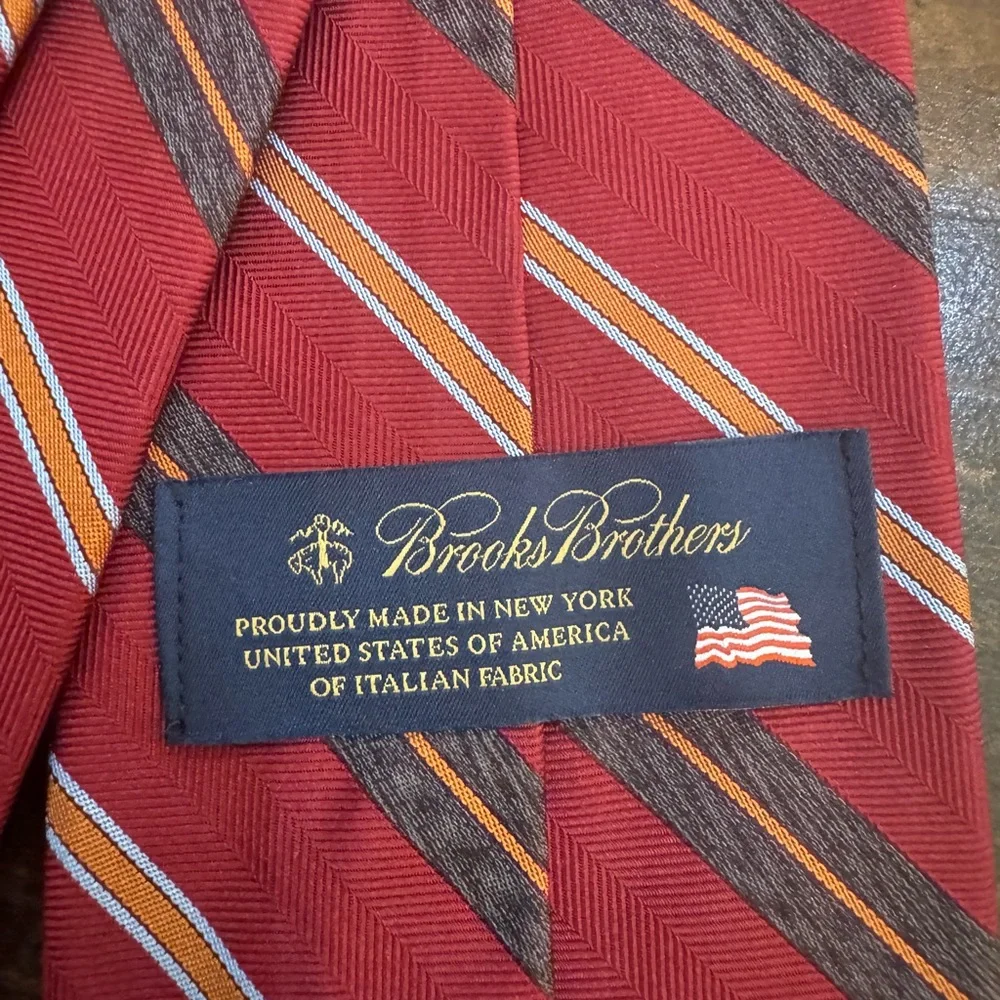 Brooks Brothers
PROUDLY MADE IN NEW YORK
UNITED STATES OF AMERICA
OF ITALIAN FABRIC